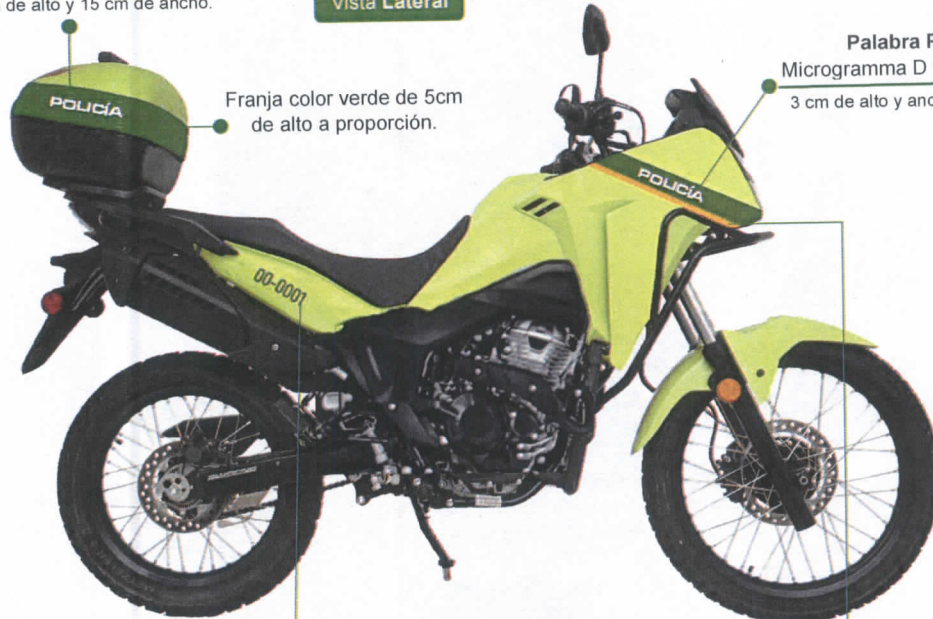 de alto y 15 cm de ancho.
Vista Lateral
Palabra P
Microgramma D
3 cm de alto y anc
Franja color verde de 5cm
de alto a proporción.
POLICÍA
POLICÍA
00-0001